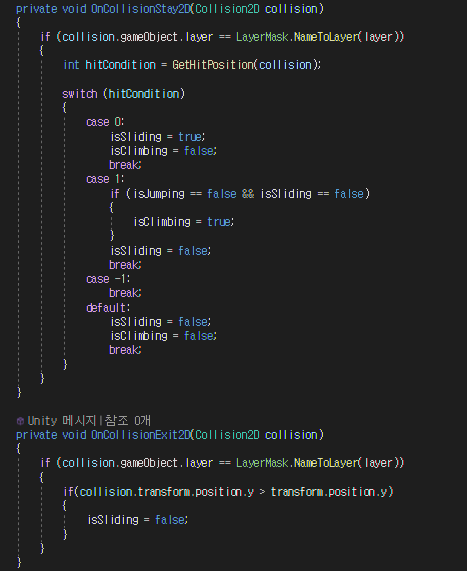 private void OnCollisionStay2D(Collision2D collision)
{
    if (collision.gameObject.layer == LayerMask.NameToLayer(layer))
    {
        int hitCondition = GetHitPosition(collision);

        switch (hitCondition)
        {
            case 0:
                isSliding = true;
                isClimbing = false;
                break;
            case 1:
                if (isJumping == false && isSliding == false)
                {
                    isClimbing = true;
                }
                isSliding = false;
                break;
            case -1:
                break;
            default:
                isSliding = false;
                isClimbing = false;
                break;
        }
    }
}

Unity 메시지|참조 0개
private void OnCollisionExit2D(Collision2D collision)
{
    if (collision.gameObject.layer == LayerMask.NameToLayer(layer))
    {
        if(collision.transform.position.y > transform.position.y)
        {
            isSliding = false;
        }
    }
}